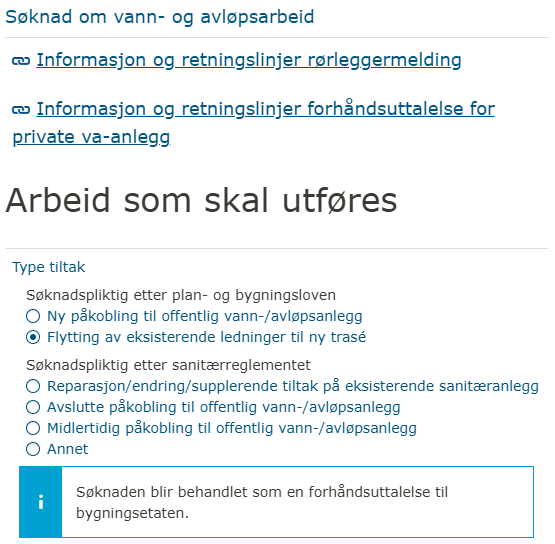 Søknad om vann- og avløpsarbeid
Informasjon og retningslinjer rørleggermelding
Informasjon og retningslinjer forhåndsuttalelse for
private va-anlegg
Arbeid som skal utføres
Type tiltak
Søknadspliktig etter plan- og bygningsloven
Ny påkobling til offentlig vann-/avløpsanlegg
Flytting av eksisterende ledninger til ny trasé
Søknadspliktig etter sanitærreglementet
Reparasjon/endring/supplerende tiltak på eksisterende sanitæranlegg
Avslutte påkobling til offentlig vann-/avløpsanlegg
Midlertidig påkobling til offentlig vann-/avløpsanlegg
Annet
i
Søknaden blir behandlet som en forhåndsuttalelse til
bygningsetaten.